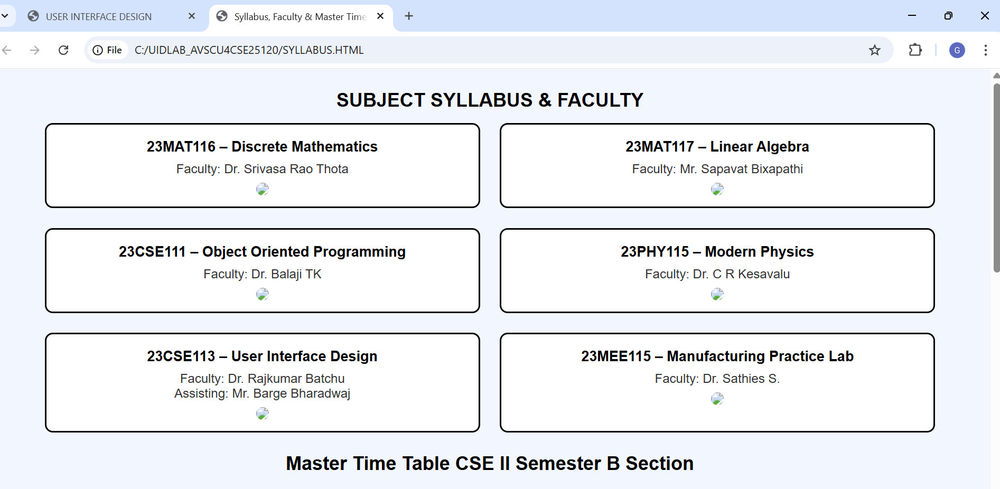 USER INTERFACE DESIGN
Syllabus, Faculty & Master Time
File
C:/UIDLAB_AVSCU4CSE25120/SYLLABUS.HTML
G
SUBJECT SYLLABUS & FACULTY
23MAT116 – Discrete Mathematics
Faculty: Dr. Srivasa Rao Thota
23MAT117 – Linear Algebra
Faculty: Mr. Sapavat Bixapathi
23CSE111 – Object Oriented Programming
Faculty: Dr. Balaji TK
23PHY115 – Modern Physics
Faculty: Dr. C R Kesavalu
23CSE113 – User Interface Design
Faculty: Dr. Rajkumar Batchu
Assisting: Mr. Barge Bharadwaj
23MEE115 – Manufacturing Practice Lab
Faculty: Dr. Sathies S.
Master Time Table CSE II Semester B Section